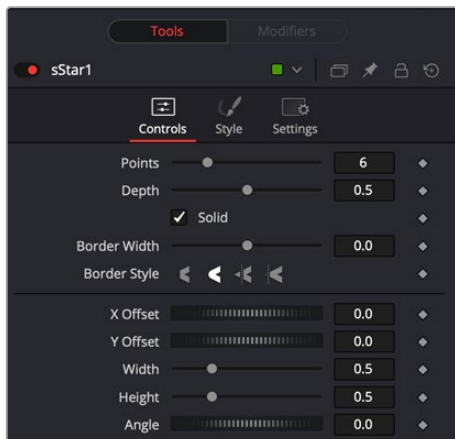 Tools Modifiers
sStar1
Controls Style Settings
Points 6
Depth 0.5
Solid
Border Width 0.0
Border Style
X Offset 0.0
Y Offset 0.0
Width 0.5
Height 0.5
Angle 0.0